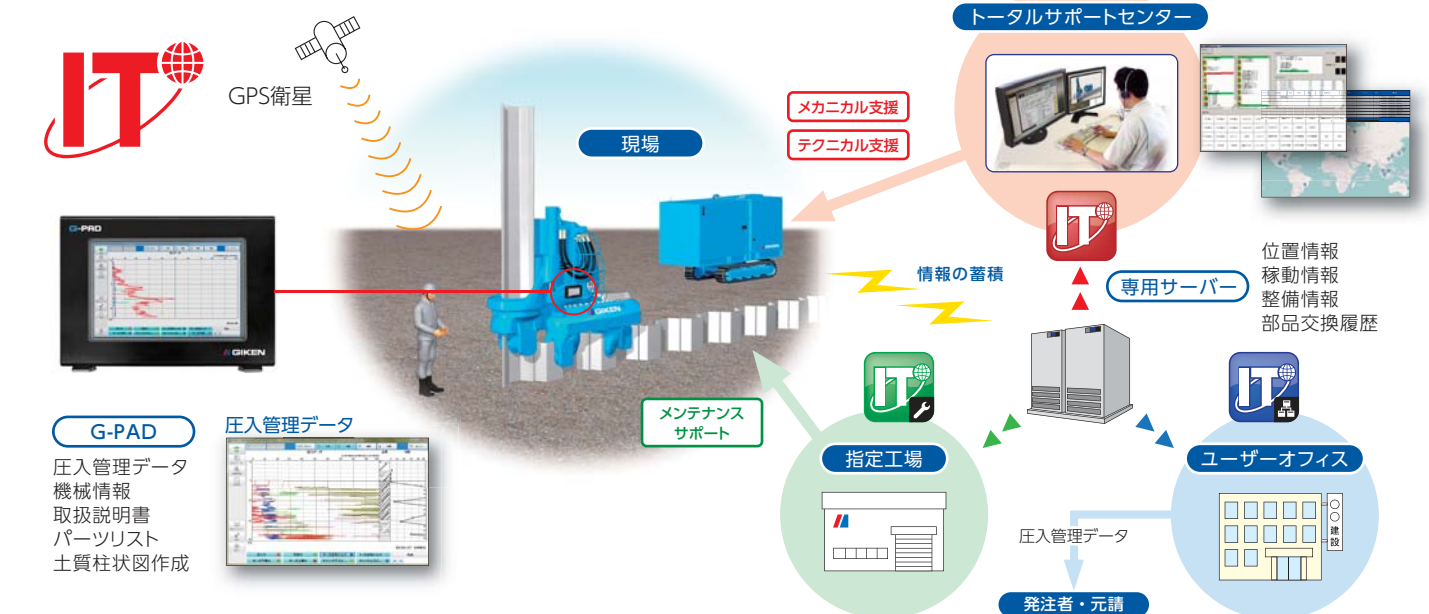 トータルサポートセンター
IT
GPS衛星
メカニカル支援
現場
テクニカル支援
IT
G-PAD
位置情報
稼動情報
整備情報
部品交換履歴
情報の蓄積
専用サーバー
GIKEN
GIKEN
IT
IT
メンテナンス
サポート
G-PAD
圧入管理データ
圧入管理データ
機械情報
取扱説明書
パーツリスト
土質柱状図作成
指定工場
ユーザーオフィス
○○建設
圧入管理データ
発注者・元請